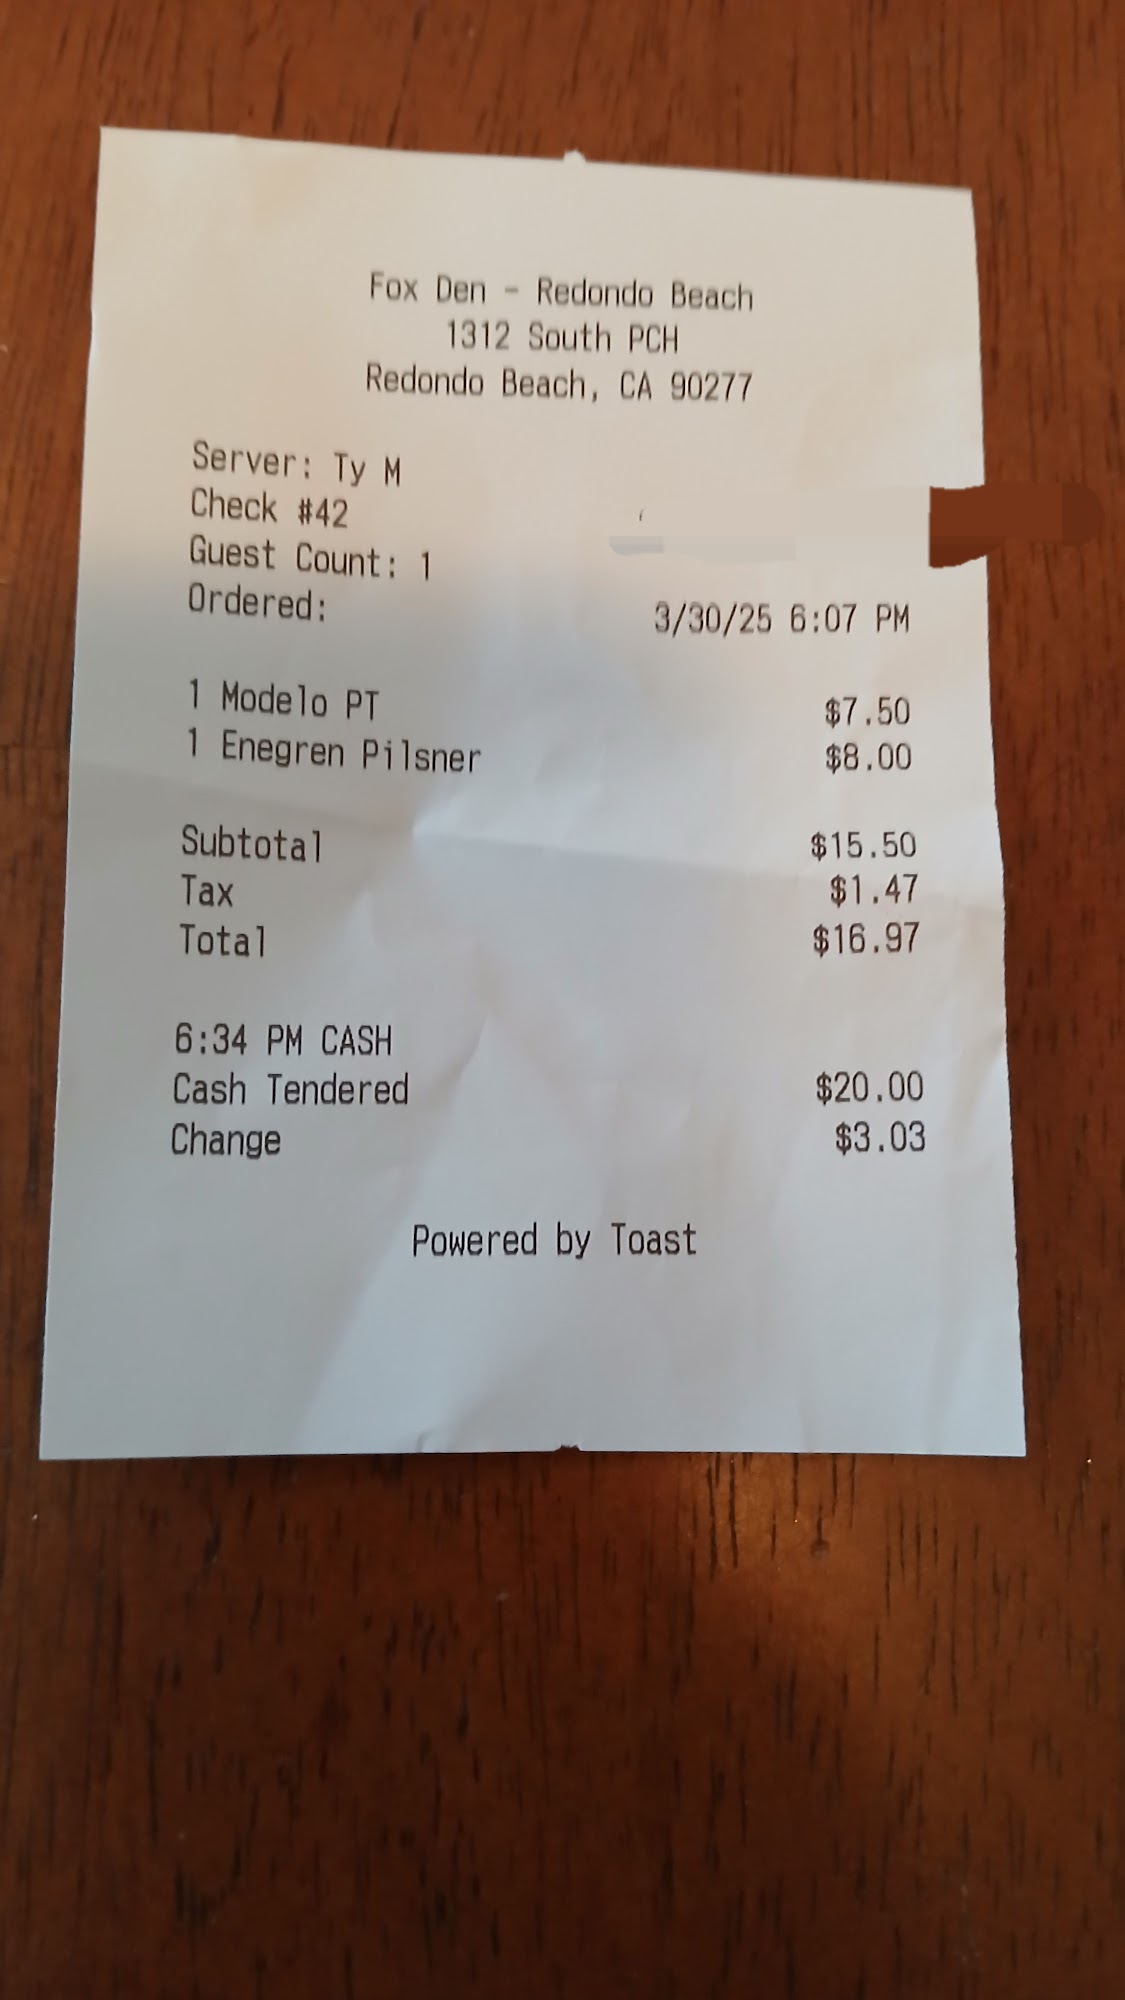 Fox Den - Redondo Beach
1312 South PCH
Redondo Beach, CA 90277
Server: Ty M
Check #42
Guest Count: 1
Ordered: 3/30/25 6:07 PM
1 Modelo PT $7.50
1 Enegren Pilsner $8.00
Subtotal $15.50
Tax $1.47
Total $16.97
6:34 PM CASH
Cash Tendered $20.00
Change $3.03
Powered by Toast